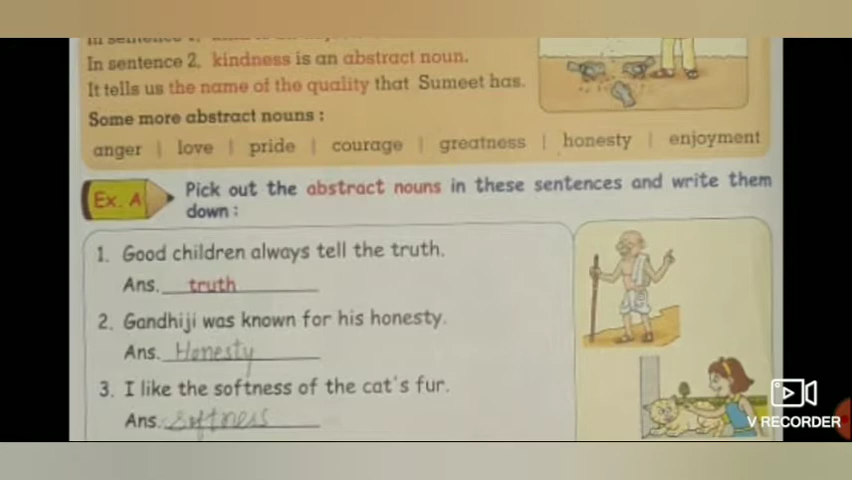 In sentence 2, kindness is an abstract noun.
It tells us the name of the quality that Sumeet has.
Some more abstract nouns :
anger | love | pride | courage | greatness | honesty | enjoyment
Ex. A
Pick out the abstract nouns in these sentences and write them
down :
1. Good children always tell the truth.
Ans. truth
2. Gandhiji was known for his honesty.
Ans. Honesty
3. I like the softness of the cat's fur.
Ans. Softness
V RECORDER